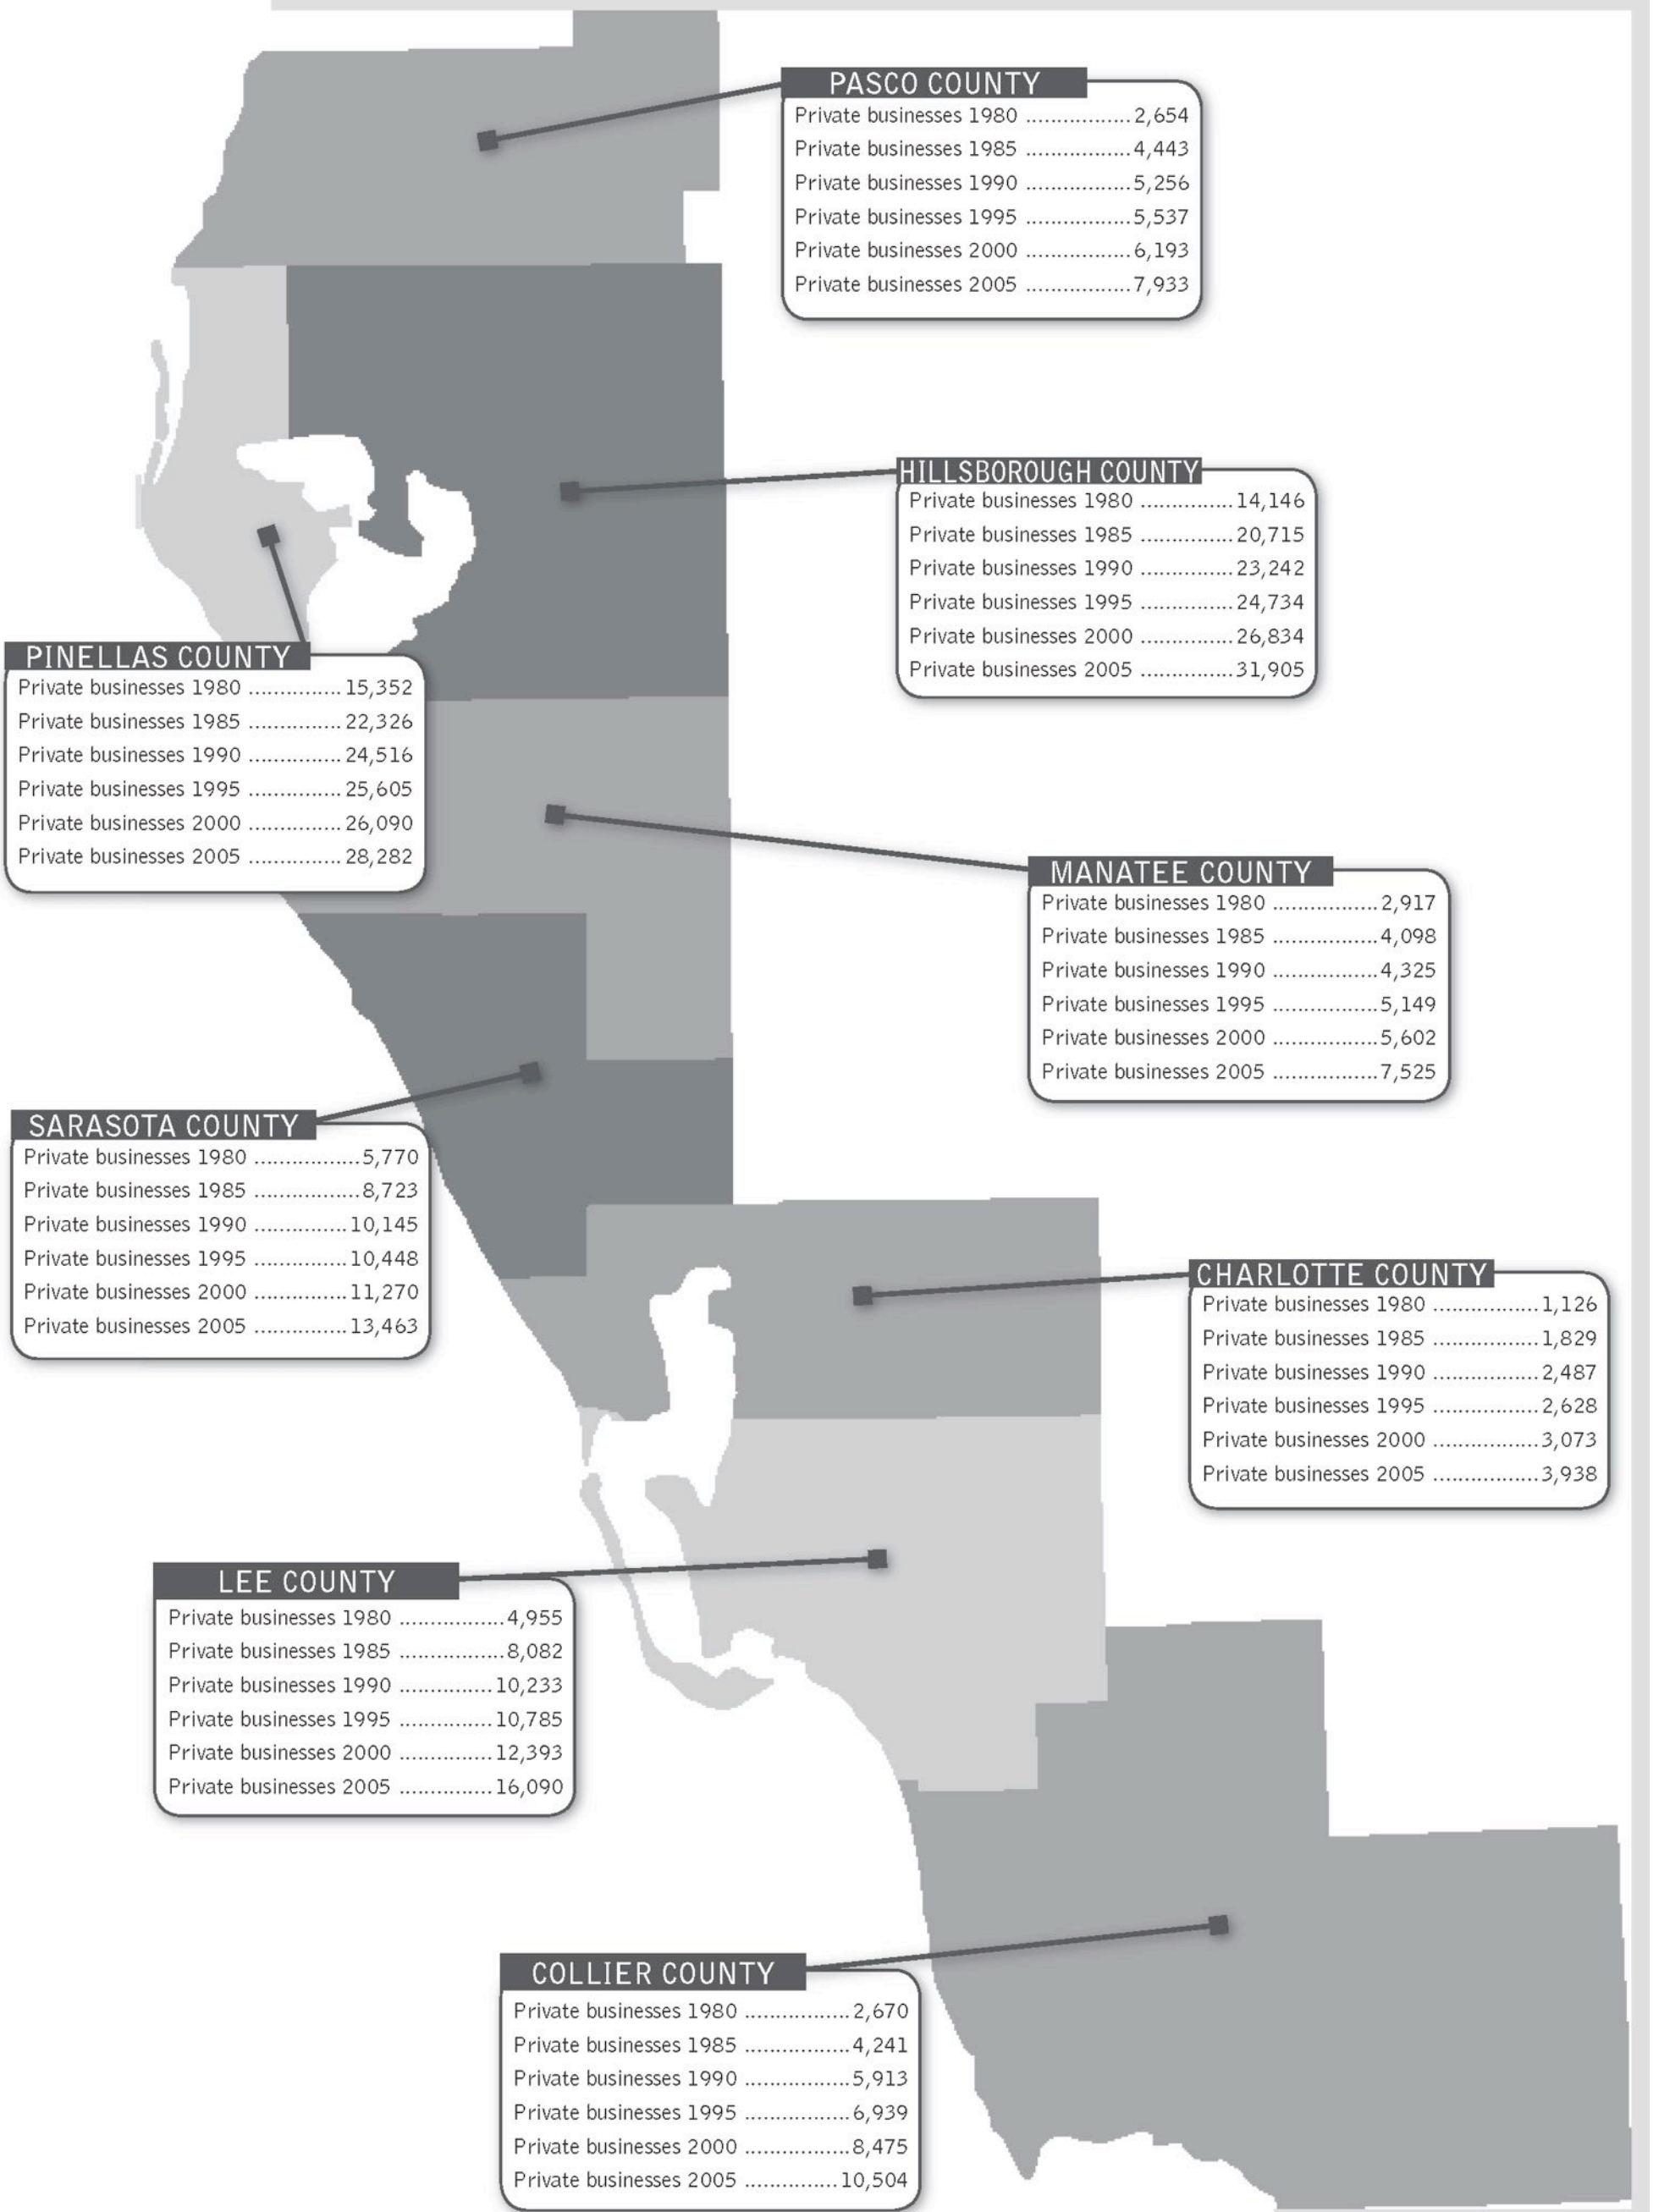 PASCO COUNTY
Private businesses 1980 .................2,654
Private businesses 1985 .................4,443
Private businesses 1990 .................5,256
Private businesses 1995 .................5,537
Private businesses 2000 .................6,193
Private businesses 2005 .................7,933
HILLSBOROUGH COUNTY
Private businesses 1980 ...............14,146
Private businesses 1985 ...............20,715
Private businesses 1990 ...............23,242
Private businesses 1995 ...............24,734
Private businesses 2000 ...............26,834
Private businesses 2005 ...............31,905
PINELLAS COUNTY
Private businesses 1980 ...............15,352
Private businesses 1985 ...............22,326
Private businesses 1990 ...............24,516
Private businesses 1995 ...............25,605
Private businesses 2000 ...............26,090
Private businesses 2005 ...............28,282
MANATEE COUNTY
Private businesses 1980 .................2,917
Private businesses 1985 .................4,098
Private businesses 1990 .................4,325
Private businesses 1995 .................5,149
Private businesses 2000 .................5,602
Private businesses 2005 .................7,525
SARASOTA COUNTY
Private businesses 1980 .................5,770
Private businesses 1985 .................8,723
Private businesses 1990 ...............10,145
Private businesses 1995 ...............10,448
Private businesses 2000 ...............11,270
Private businesses 2005 ...............13,463
CHARLOTTE COUNTY
Private businesses 1980 .................1,126
Private businesses 1985 .................1,829
Private businesses 1990 .................2,487
Private businesses 1995 .................2,628
Private businesses 2000 .................3,073
Private businesses 2005 .................3,938
LEE COUNTY
Private businesses 1980 .................4,955
Private businesses 1985 .................8,082
Private businesses 1990 ...............10,233
Private businesses 1995 ...............10,785
Private businesses 2000 ...............12,393
Private businesses 2005 ...............16,090
COLLIER COUNTY
Private businesses 1980 .................2,670
Private businesses 1985 .................4,241
Private businesses 1990 .................5,913
Private businesses 1995 .................6,939
Private businesses 2000 .................8,475
Private businesses 2005 ...............10,504